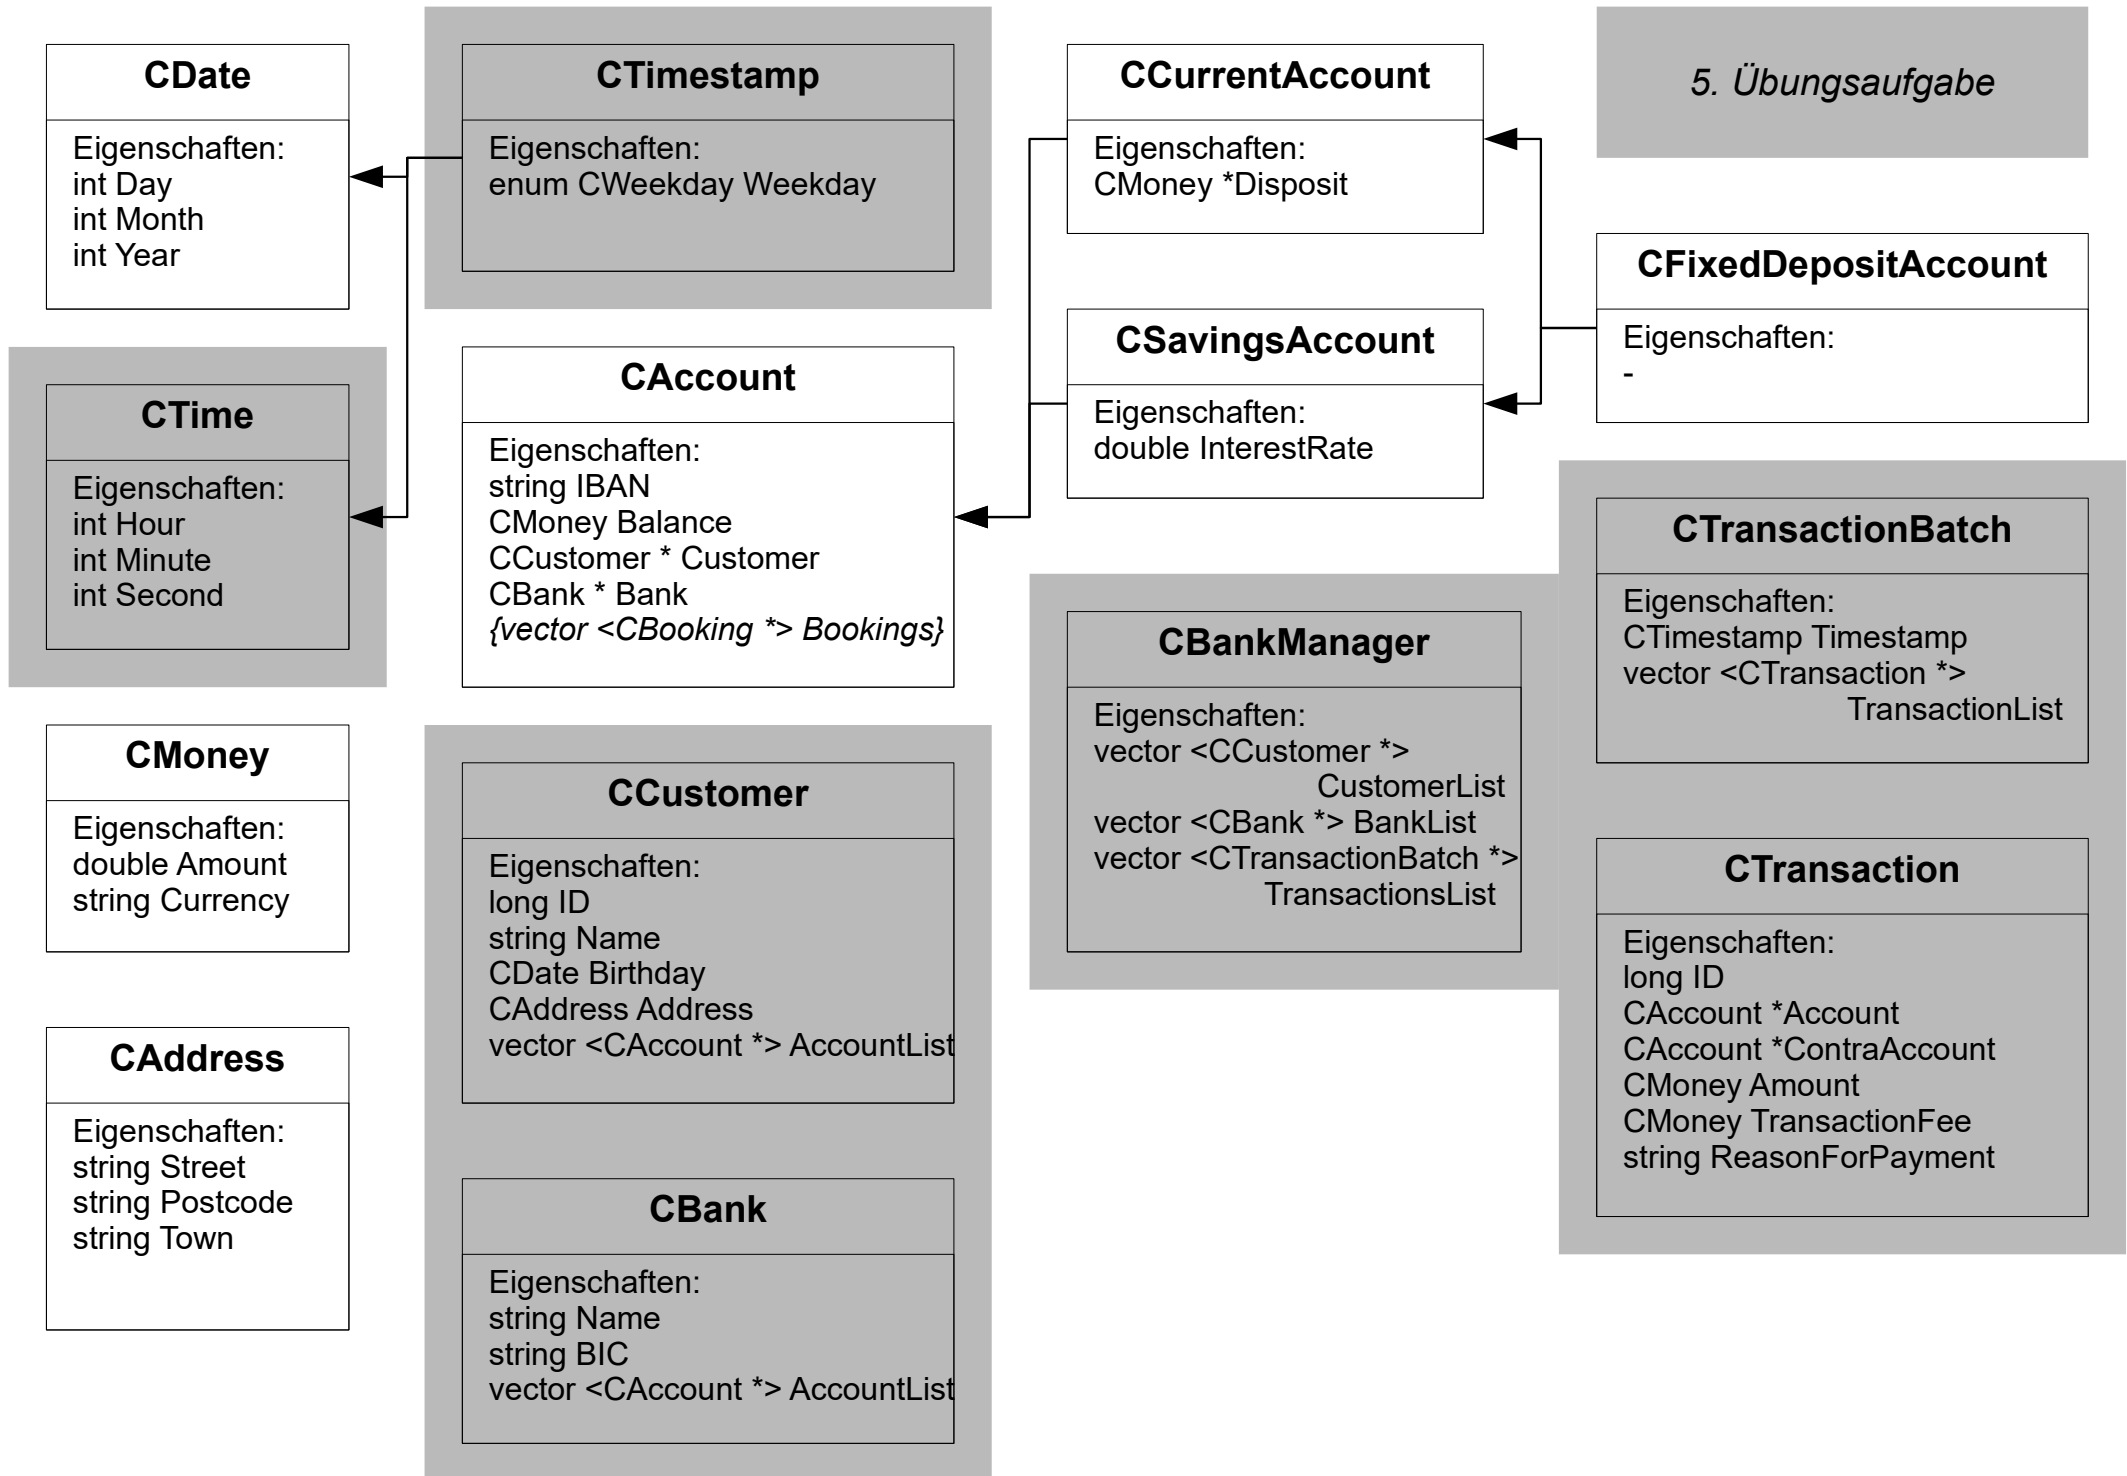 CDate
Eigenschaften:
int Day
int Month
int Year
CTimestamp
Eigenschaften:
enum CWeekday Weekday
CCurrentAccount
Eigenschaften:
CMoney *Disposit
5. Übungsaufgabe
CFixedDepositAccount
Eigenschaften:
-
CSavingsAccount
Eigenschaften:
double InterestRate
CTime
Eigenschaften:
int Hour
int Minute
int Second
CAccount
Eigenschaften:
string IBAN
CMoney Balance
CCustomer * Customer
CBank * Bank
{vector <CBooking *> Bookings}
CTransactionBatch
Eigenschaften:
CTimestamp Timestamp
vector <CTransaction *>
TransactionList
CBankManager
Eigenschaften:
vector <CCustomer *>
CustomerList
vector <CBank *> BankList
vector <CTransactionBatch *>
TransactionsList
CMoney
Eigenschaften:
double Amount
string Currency
CCustomer
Eigenschaften:
long ID
string Name
CDate Birthday
CAddress Address
vector <CAccount *> AccountList
CTransaction
Eigenschaften:
long ID
CAccount *Account
CAccount *ContraAccount
CMoney Amount
CMoney TransactionFee
string ReasonForPayment
CAddress
Eigenschaften:
string Street
string Postcode
string Town
CBank
Eigenschaften:
string Name
string BIC
vector <CAccount *> AccountList